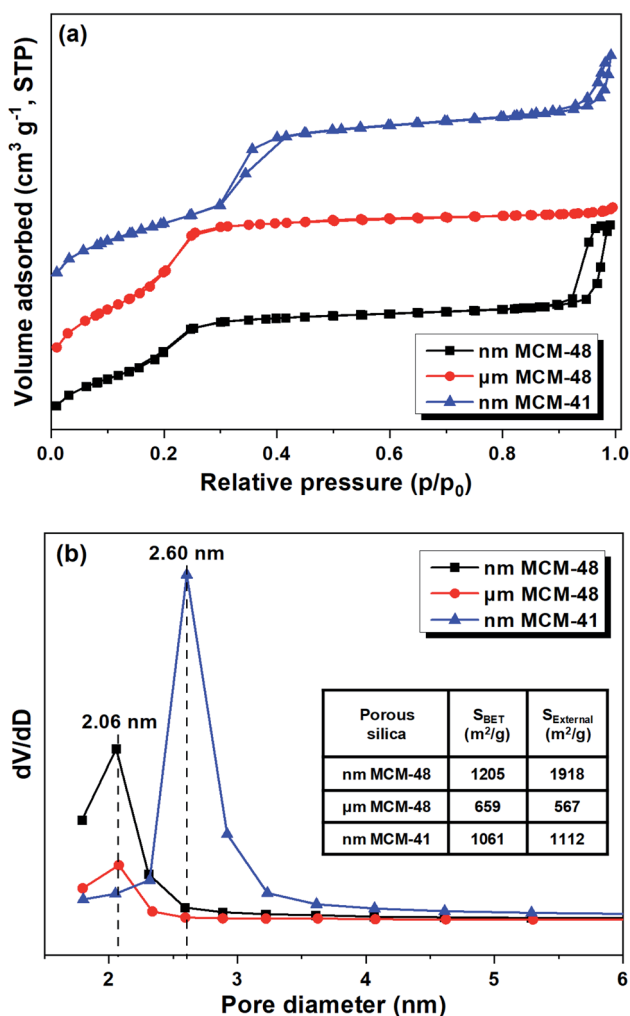 (a)
Volume adsorbed (cm³ g⁻¹, STP)
nm MCM-48
μm MCM-48
nm MCM-41
0.0 0.2 0.4 0.6 0.8 1.0
Relative pressure (p/p₀)
(b)
2.60 nm
nm MCM-48
μm MCM-48
nm MCM-41
2.06 nm
dV/dD
Porous silica S_BET (m²/g) S_External (m²/g)
nm MCM-48 1205 1918
μm MCM-48 659 567
nm MCM-41 1061 1112
2 3 4 5 6
Pore diameter (nm)